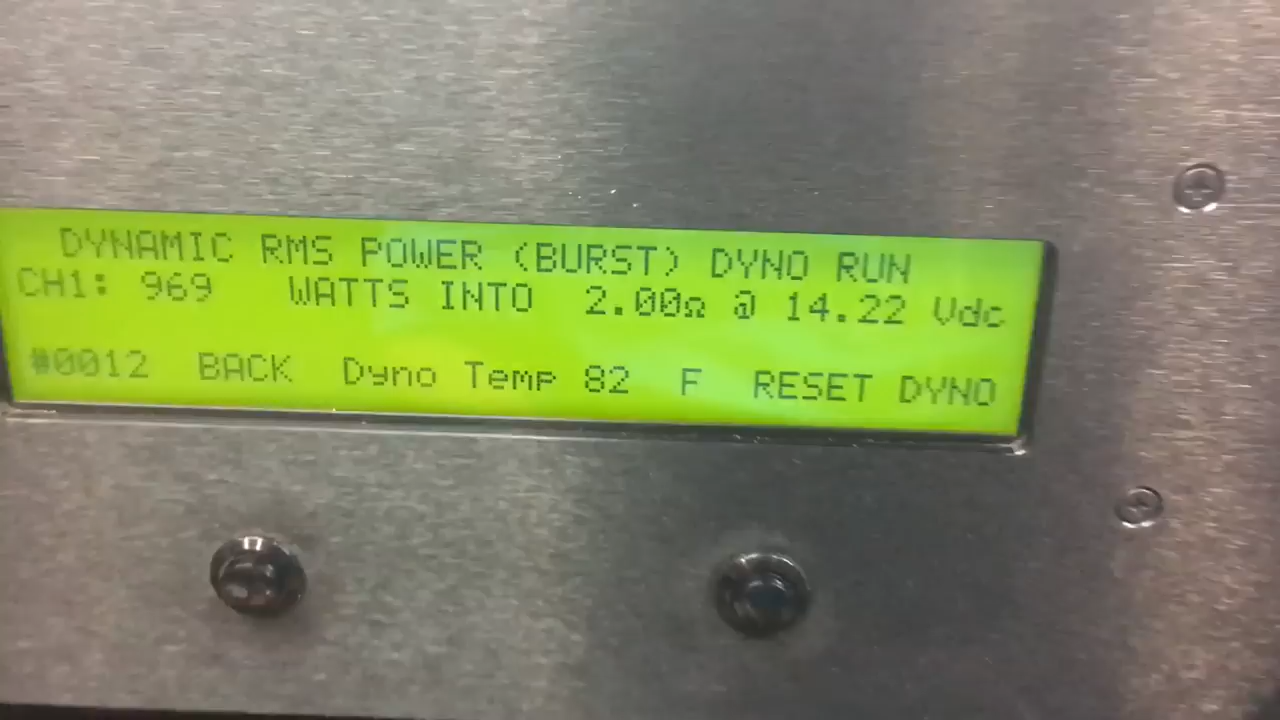 DYNAMIC RMS POWER (BURST) DYNO RUN
CH1: 969 WATTS INTO 2.00Ω @ 14.22 Vdc
#0012 BACK Dyno Temp 82 F RESET DYNO